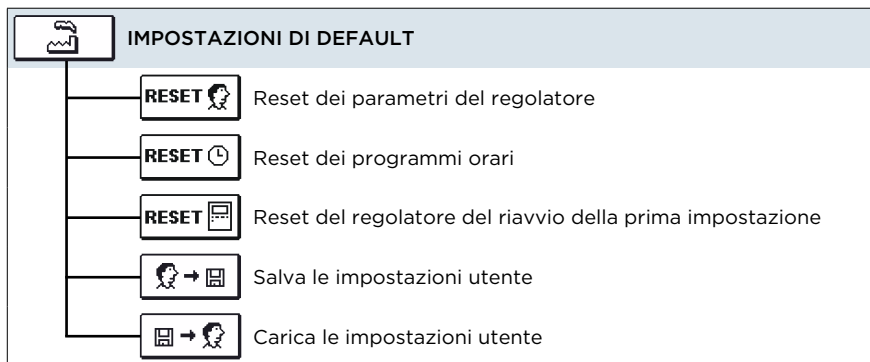 IMPOSTAZIONI DI DEFAULT
RESET Reset dei parametri del regolatore
RESET Reset dei programmi orari
RESET Reset del regolatore del riavvio della prima impostazione
Salva le impostazioni utente
Carica le impostazioni utente